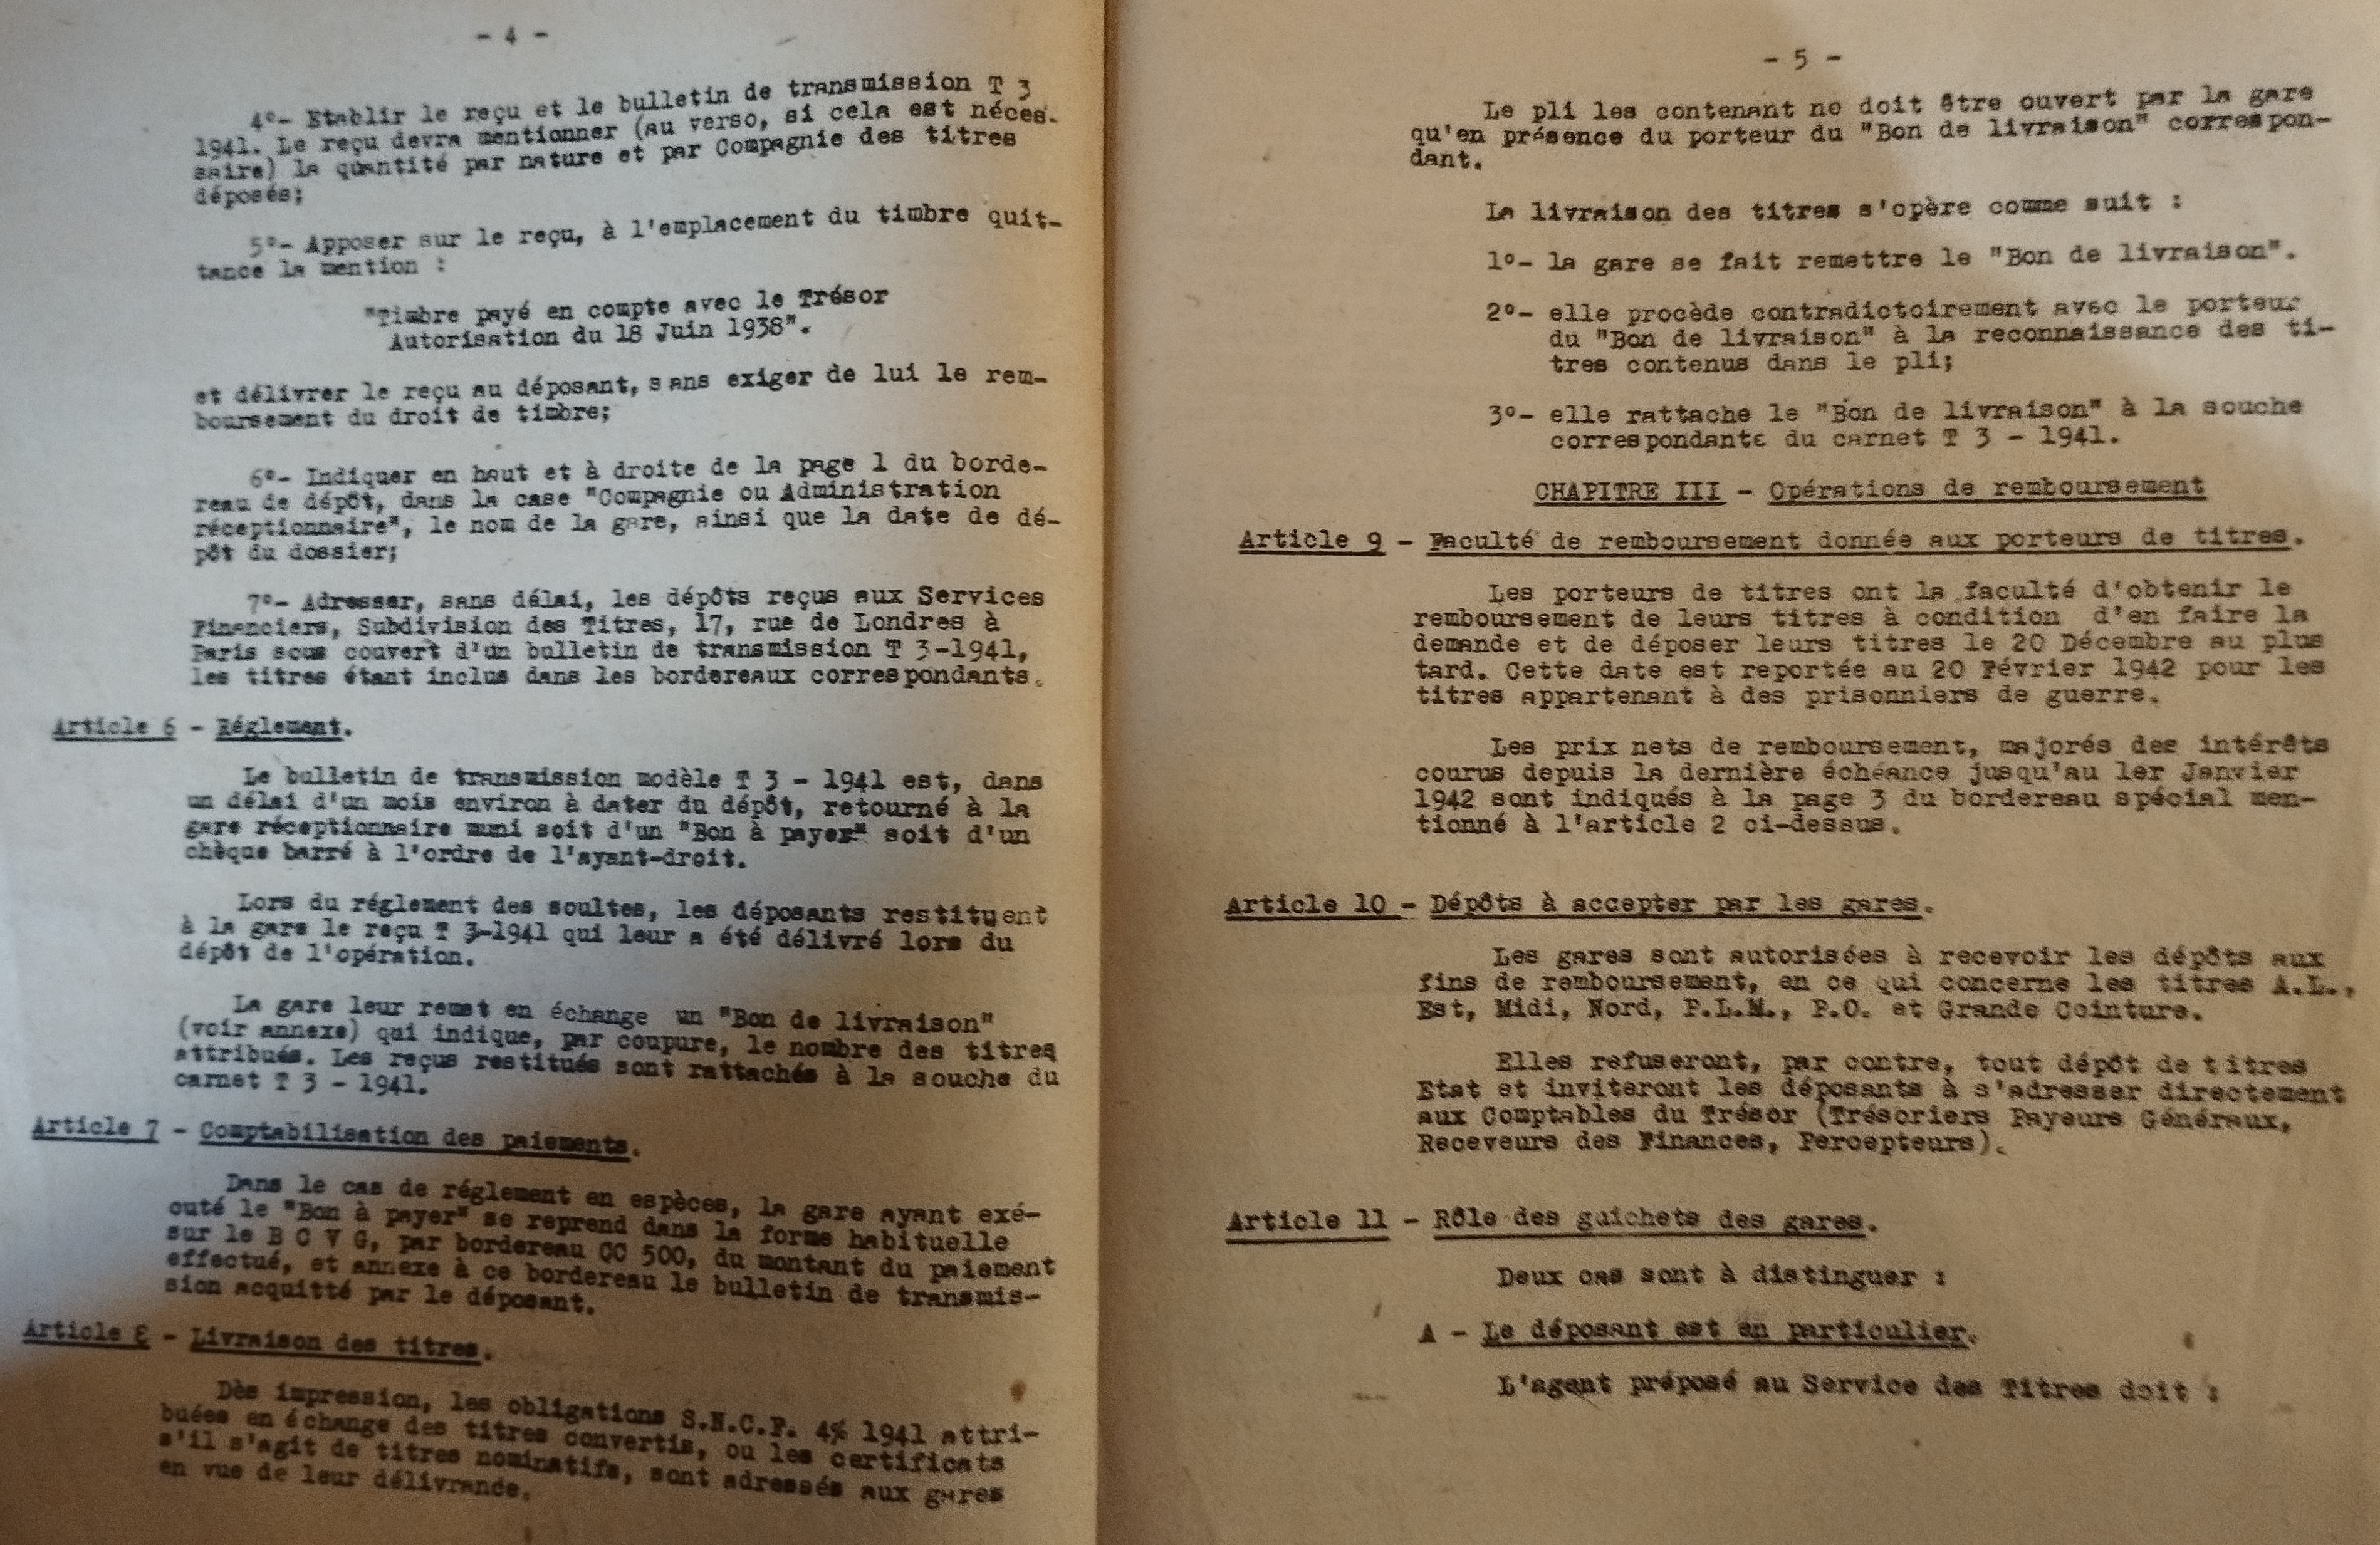 - 4 -
4°- Etablir le reçu et le bulletin de transmission T 3
1941. Le reçu devra mentionner (au verso, si cela est néces-
saire) la quantité par nature et par Compagnie des titres
déposés;
5°- Apposer sur le reçu, à l'emplacement du timbre quit-
tance la mention :
"Timbre payé en compte avec le Trésor
Autorisation du 18 Juin 1938".
et délivrer le reçu au déposant, sans exiger de lui le rem-
boursement du droit de timbre;
6°- Indiquer en haut et à droite de la page 1 du borde-
reau de dépôt, dans la case "Compagnie ou Administration
réceptionnaire", le nom de la gare, ainsi que la date de dé-
pôt du dossier;
7°- Adresser, sans délai, les dépôts reçus aux Services
Financiers, Subdivision des Titres, 17, rue de Londres à
Paris sous couvert d'un bulletin de transmission T 3-1941,
les titres étant inclus dans les bordereaux correspondants.
Article 6 - Réglement.
Le bulletin de transmission modèle T 3 - 1941 est, dans
un délai d'un mois environ à dater du dépôt, retourné à la
gare réceptionnaire muni soit d'un "Bon à payer" soit d'un
chèque barré à l'ordre de l'ayant-droit.
Lors du réglement des soultes, les déposants restituent
à la gare le reçu T 3-1941 qui leur a été délivré lors du
dépôt de l'opération.
La gare leur remet en échange un "Bon de livraison"
(voir annexe) qui indique, par coupure, le nombre des titres
attribués. Les reçus restitués sont rattachés à la souche du
carnet T 3 - 1941.
Article 7 - Comptabilisation des paiements.
Dans le cas de réglement en espèces, la gare ayant exé-
cuté le "Bon à payer" se reprend dans la forme habituelle
sur le B C V G, par bordereau CC 500, du montant du paiement
effectué, et annexe à ce bordereau le bulletin de transmis-
sion acquitté par le déposant.
Article 8 - Livraison des titres.
Dès impression, les obligations S.N.C.F. 4% 1941 attri-
buées en échange des titres convertis, ou les certificats
s'il s'agit de titres nominatifs, sont adressés aux gares
en vue de leur délivrande.
- 5 -
Le pli les contenant ne doit être ouvert par la gare
qu'en présence du porteur du "Bon de livraison" correspon-
dant.
La livraison des titres s'opère comme suit :
1°- la gare se fait remettre le "Bon de livraison".
2°- elle procède contradictoirement avec le porteur
du "Bon de livraison" à la reconnaissance des ti-
tres contenus dans le pli;
3°- elle rattache le "Bon de livraison" à la souche
correspondante du carnet T 3 - 1941.
CHAPITRE III - Opérations de remboursement
Article 9 - Faculté de remboursement donnée aux porteurs de titres.
Les porteurs de titres ont la faculté d'obtenir le
remboursement de leurs titres à condition d'en faire la
demande et de déposer leurs titres le 20 Décembre au plus
tard. Cette date est reportée au 20 Février 1942 pour les
titres appartenant à des prisonniers de guerre.
Les prix nets de remboursement, majorés des intérêts
courus depuis la dernière échéance jusqu'au 1er Janvier
1942 sont indiqués à la page 3 du bordereau spécial men-
tionné à l'article 2 ci-dessus.
Article 10 - Dépôts à accepter par les gares.
Les gares sont autorisées à recevoir les dépôts aux
fins de remboursement, en ce qui concerne les titres A.L.,
Est, Midi, Nord, P.L.M., P.O. et Grande Ceinture.
Elles refuseront, par contre, tout dépôt de titres
Etat et inviteront les déposants à s'adresser directement
aux Comptables du Trésor (Trésoriers Payeurs Généraux,
Receveurs des Finances, Percepteurs).
Article 11 - Rôle des guichets des gares.
Deux cas sont à distinguer :
A - Le déposant est en particulier.
L'agent préposé au Service des Titres doit :